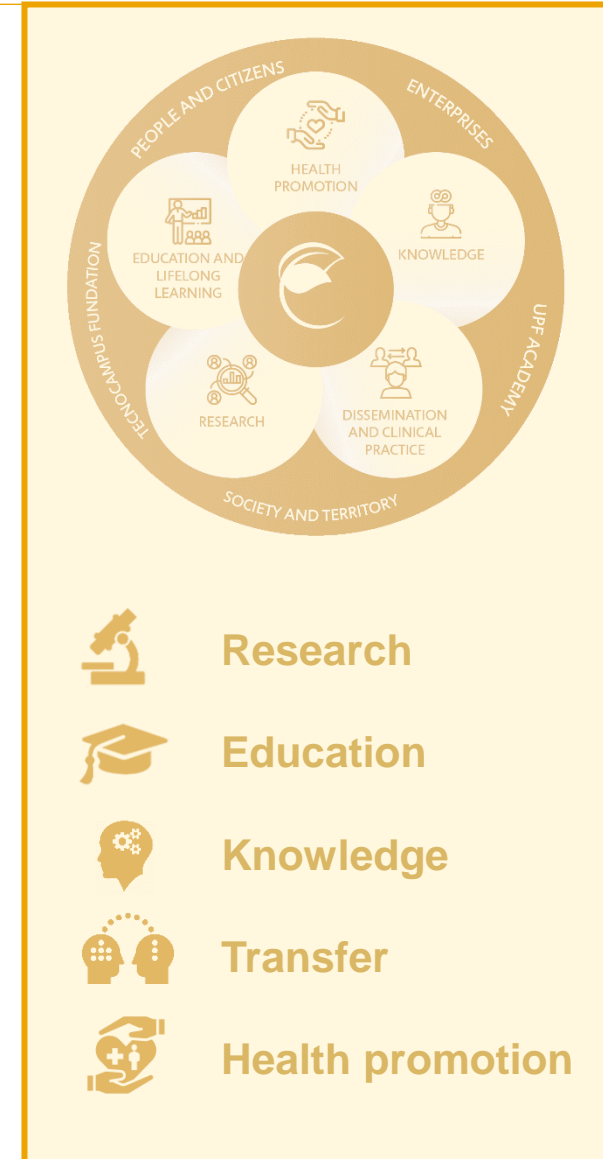 PEOPLE AND CITIZENS
ENTERPRISES
HEALTH
PROMOTION
EDUCATION AND
LIFELONG
LEARNING
KNOWLEDGE
TECNOCAMPUS FUNDATION
UPF ACADEMY
RESEARCH
DISSEMINATION
AND CLINICAL
PRACTICE
SOCIETY AND TERRITORY
Research
Education
Knowledge
Transfer
Health promotion